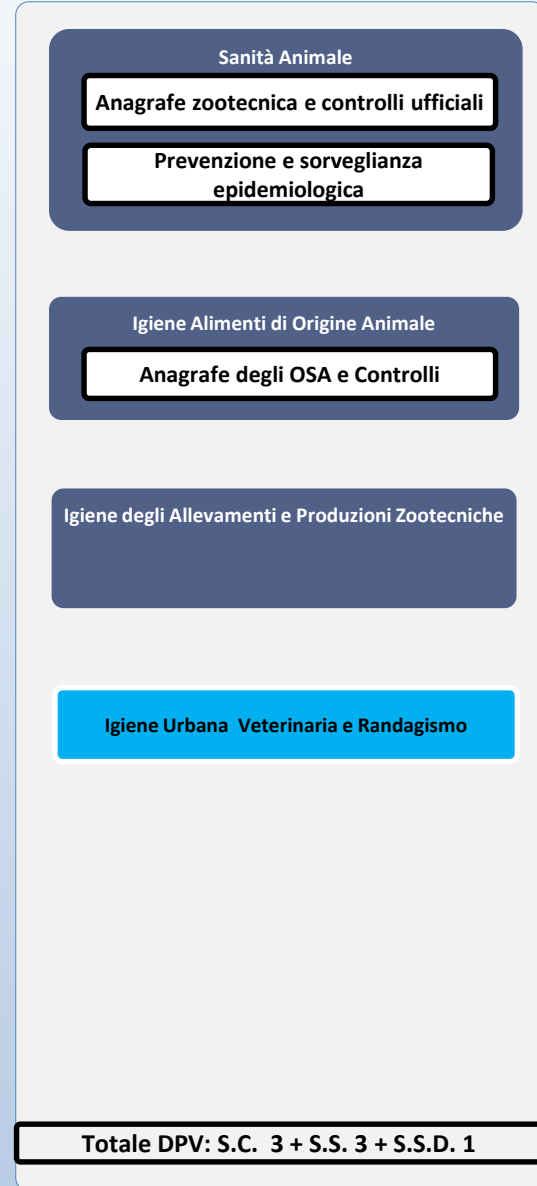 Sanità Animale
Anagrafe zootecnica e controlli ufficiali
Prevenzione e sorveglianza
epidemiologica
Igiene Alimenti di Origine Animale
Anagrafe degli OSA e Controlli
Igiene degli Allevamenti e Produzioni Zootecniche
Igiene Urbana  Veterinaria e Randagismo
Totale DPV: S.C.  3 + S.S. 3 + S.S.D. 1